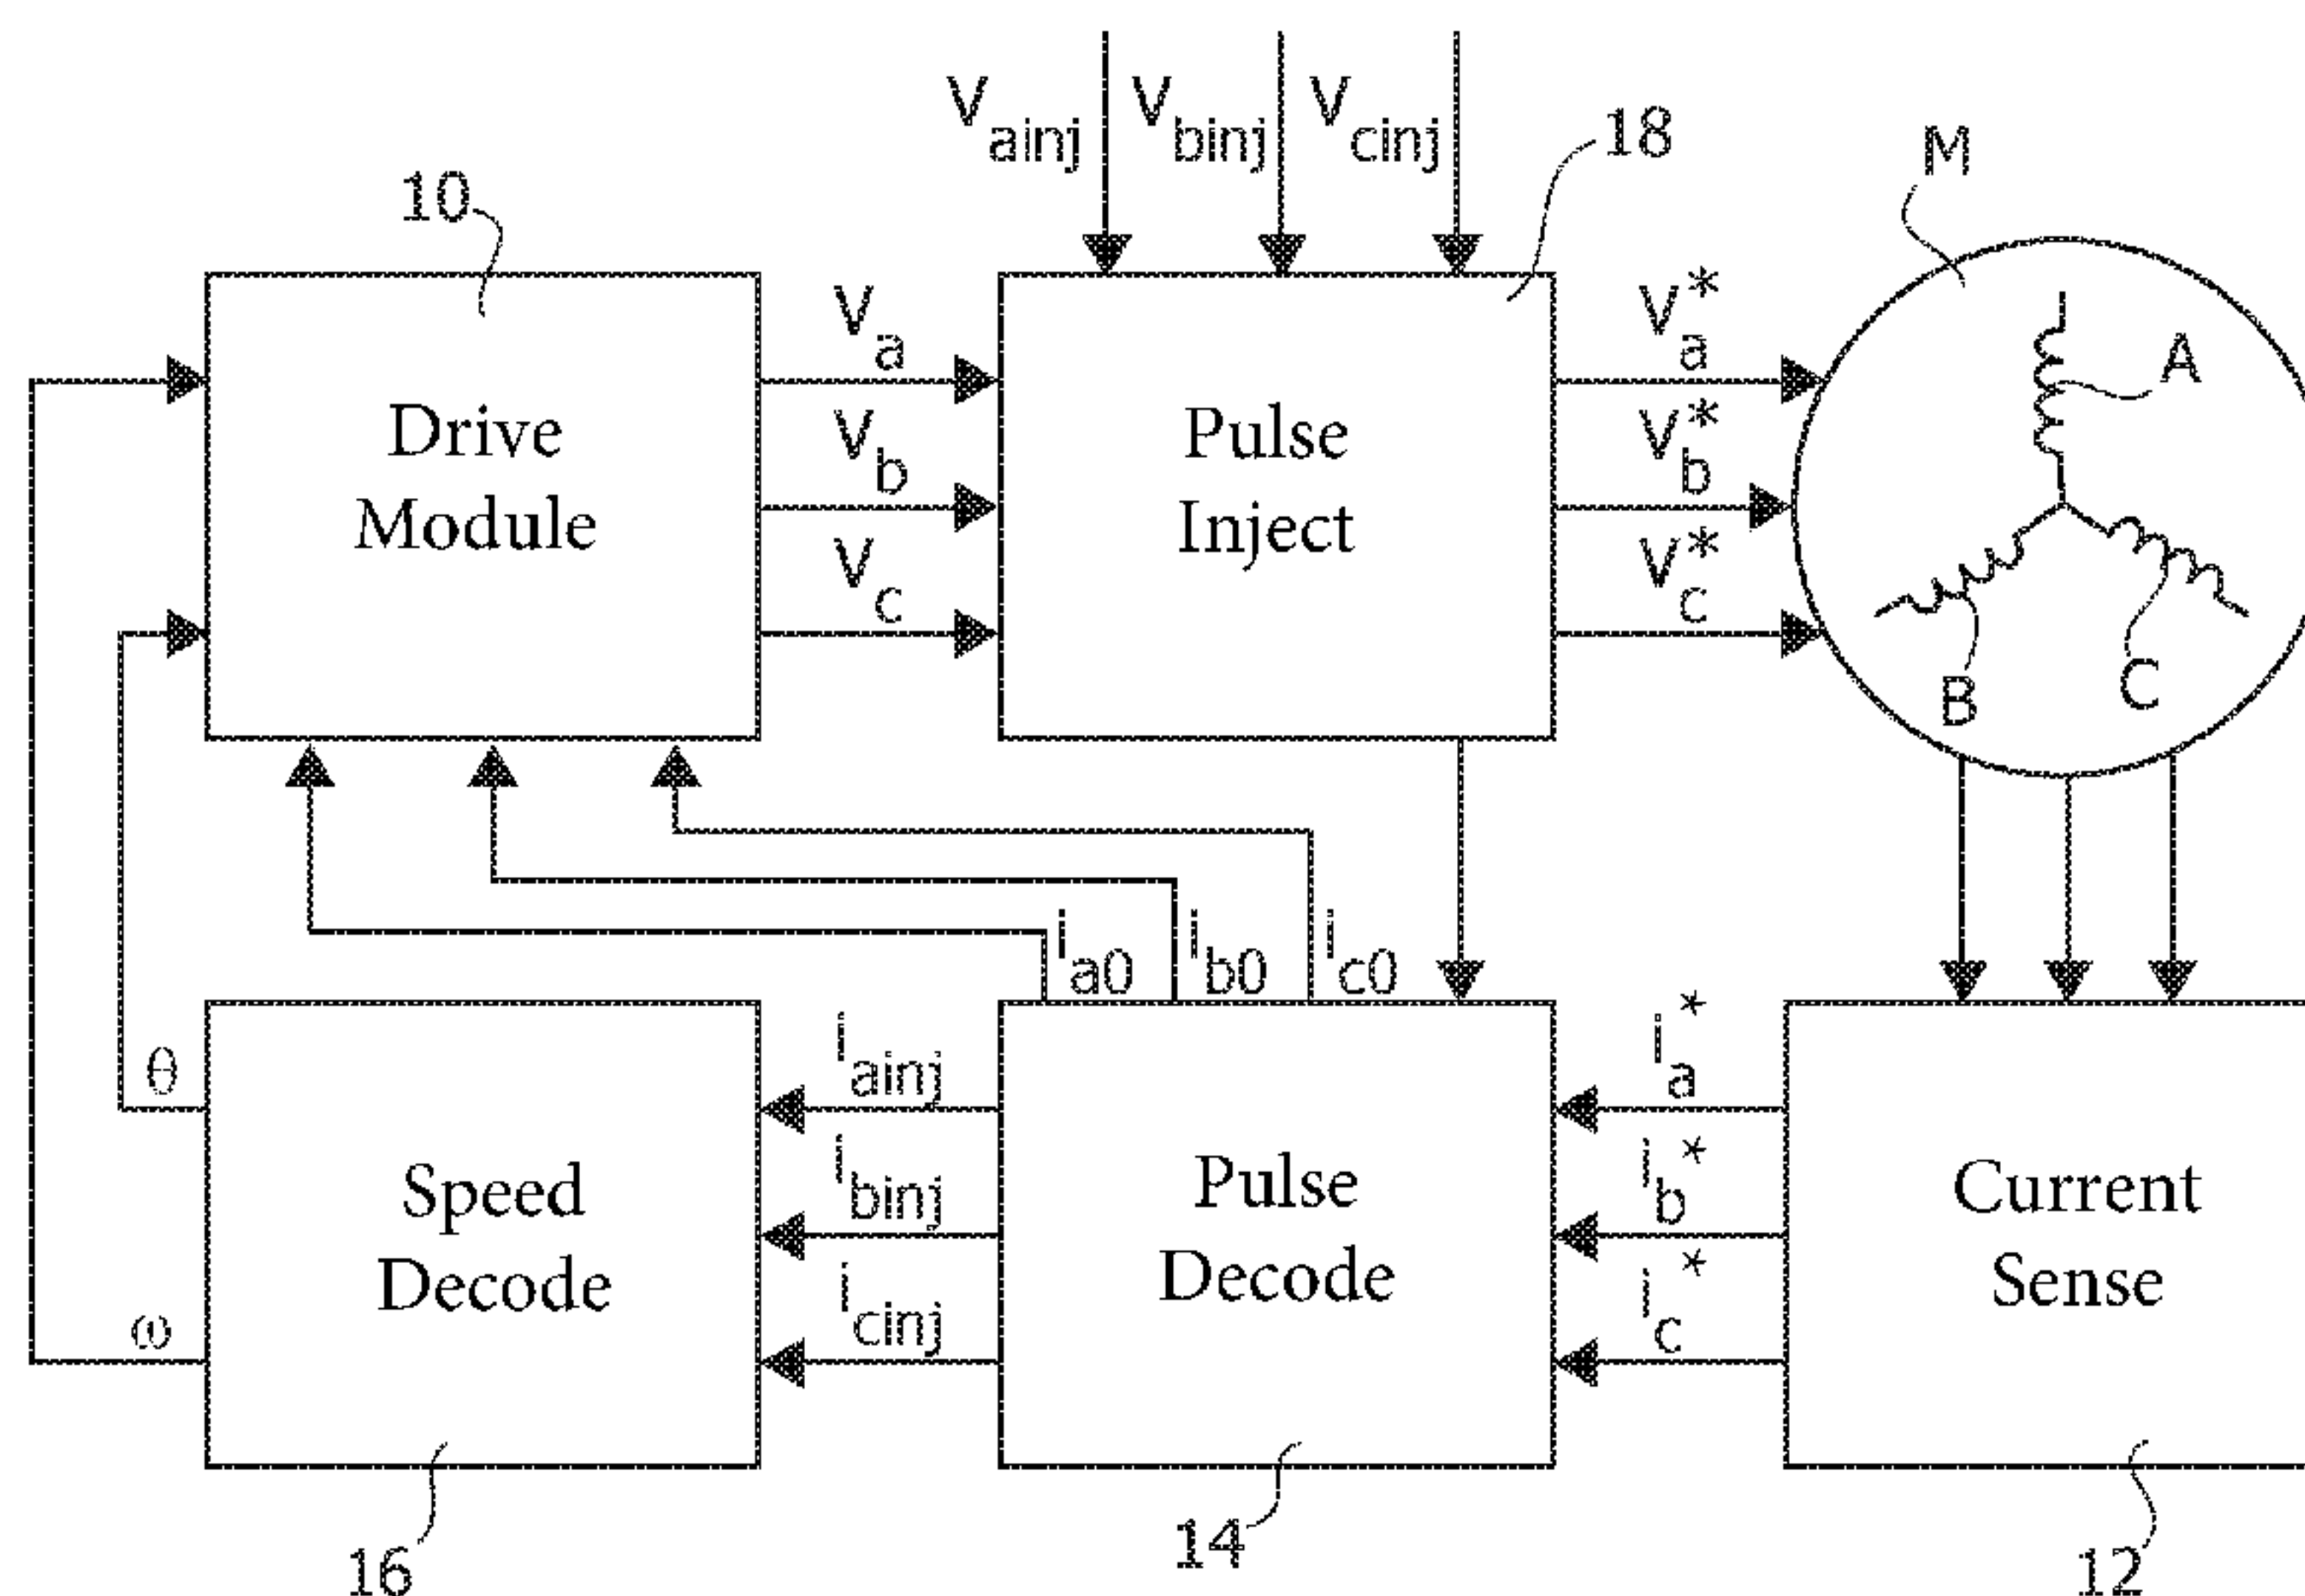 V_ainj V_binj V_cinj
18
M
10
V_a
V_b
V_c
V_a*
V_b*
V_c*
Drive
Module
Pulse
Inject
A
B
C
i_a0 i_b0 i_c0
θ
ω
i_ainj
i_binj
i_cinj
i_a*
i_b*
i_c*
Speed
Decode
Pulse
Decode
Current
Sense
16
14
12